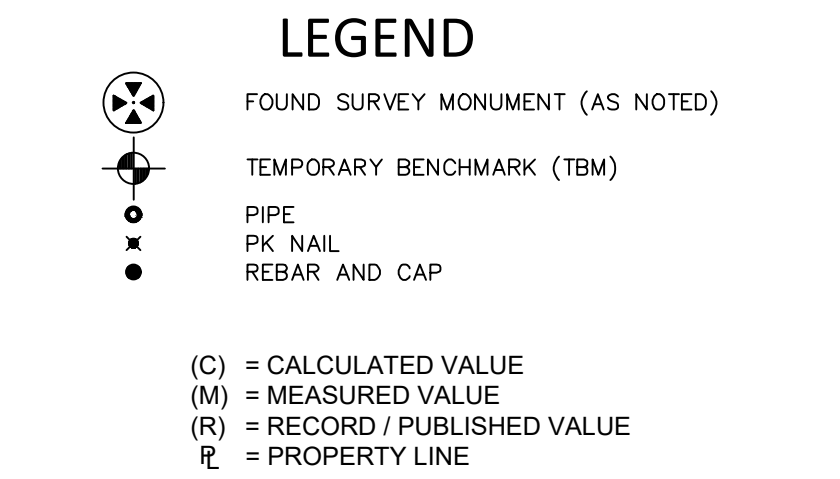 LEGEND
FOUND SURVEY MONUMENT (AS NOTED)
TEMPORARY BENCHMARK (TBM)
PIPE
PK NAIL
REBAR AND CAP
(C) = CALCULATED VALUE
(M) = MEASURED VALUE
(R) = RECORD / PUBLISHED VALUE
PL = PROPERTY LINE